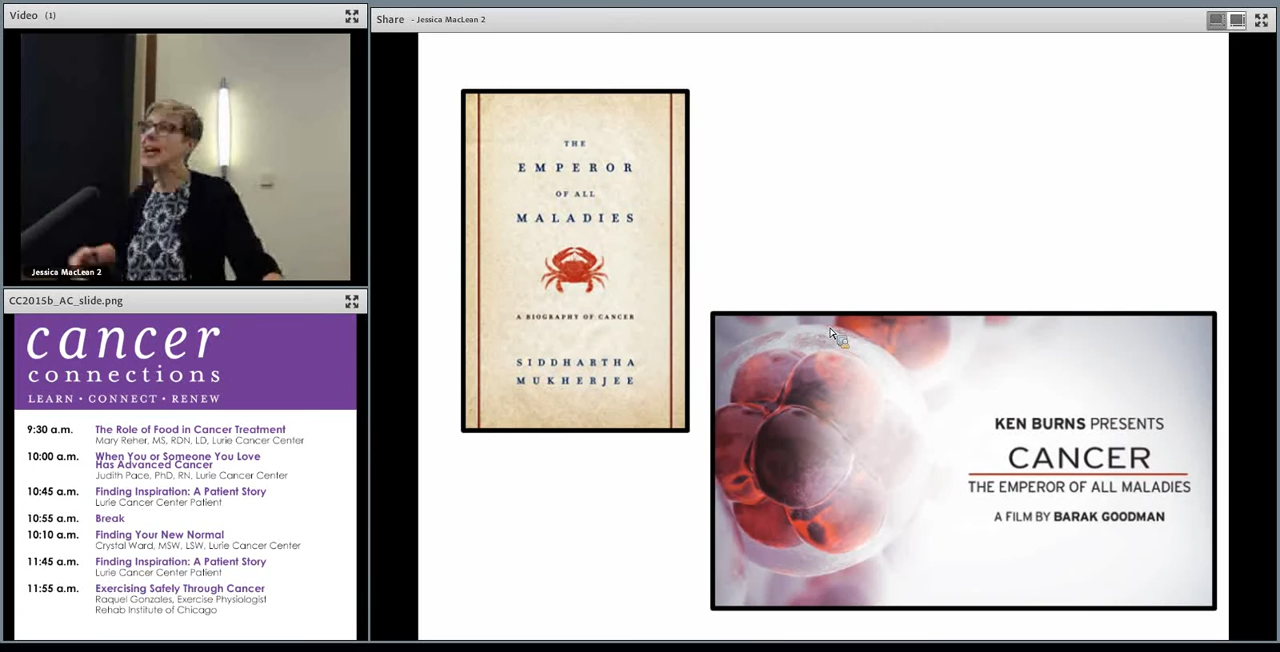 Video (1)
Jessica MacLean 2
CC2015b_AC_slide.png
cancer
connections
LEARN • CONNECT • RENEW
9:30 a.m. The Role of Food in Cancer Treatment
Mary Reher, MS, RDN, LD, Lurie Cancer Center
10:00 a.m. When You or Someone You Love
Has Advanced Cancer
Judith Pace, PhD, RN, Lurie Cancer Center
10:45 a.m. Finding Inspiration: A Patient Story
Lurie Cancer Center Patient
10:55 a.m. Break
10:10 a.m. Finding Your New Normal
Crystal Ward, MSW, LSW, Lurie Cancer Center
11:45 a.m. Finding Inspiration: A Patient Story
Lurie Cancer Center Patient
11:55 a.m. Exercising Safely Through Cancer
Raquel Gonzales, Exercise Physiologist
Rehab Institute of Chicago
Share - Jessica MacLean 2
THE
EMPEROR
OF ALL
MALADIES
A BIOGRAPHY OF CANCER
SIDDHARTHA
MUKHERJEE
KEN BURNS PRESENTS
CANCER
THE EMPEROR OF ALL MALADIES
A FILM BY BARAK GOODMAN